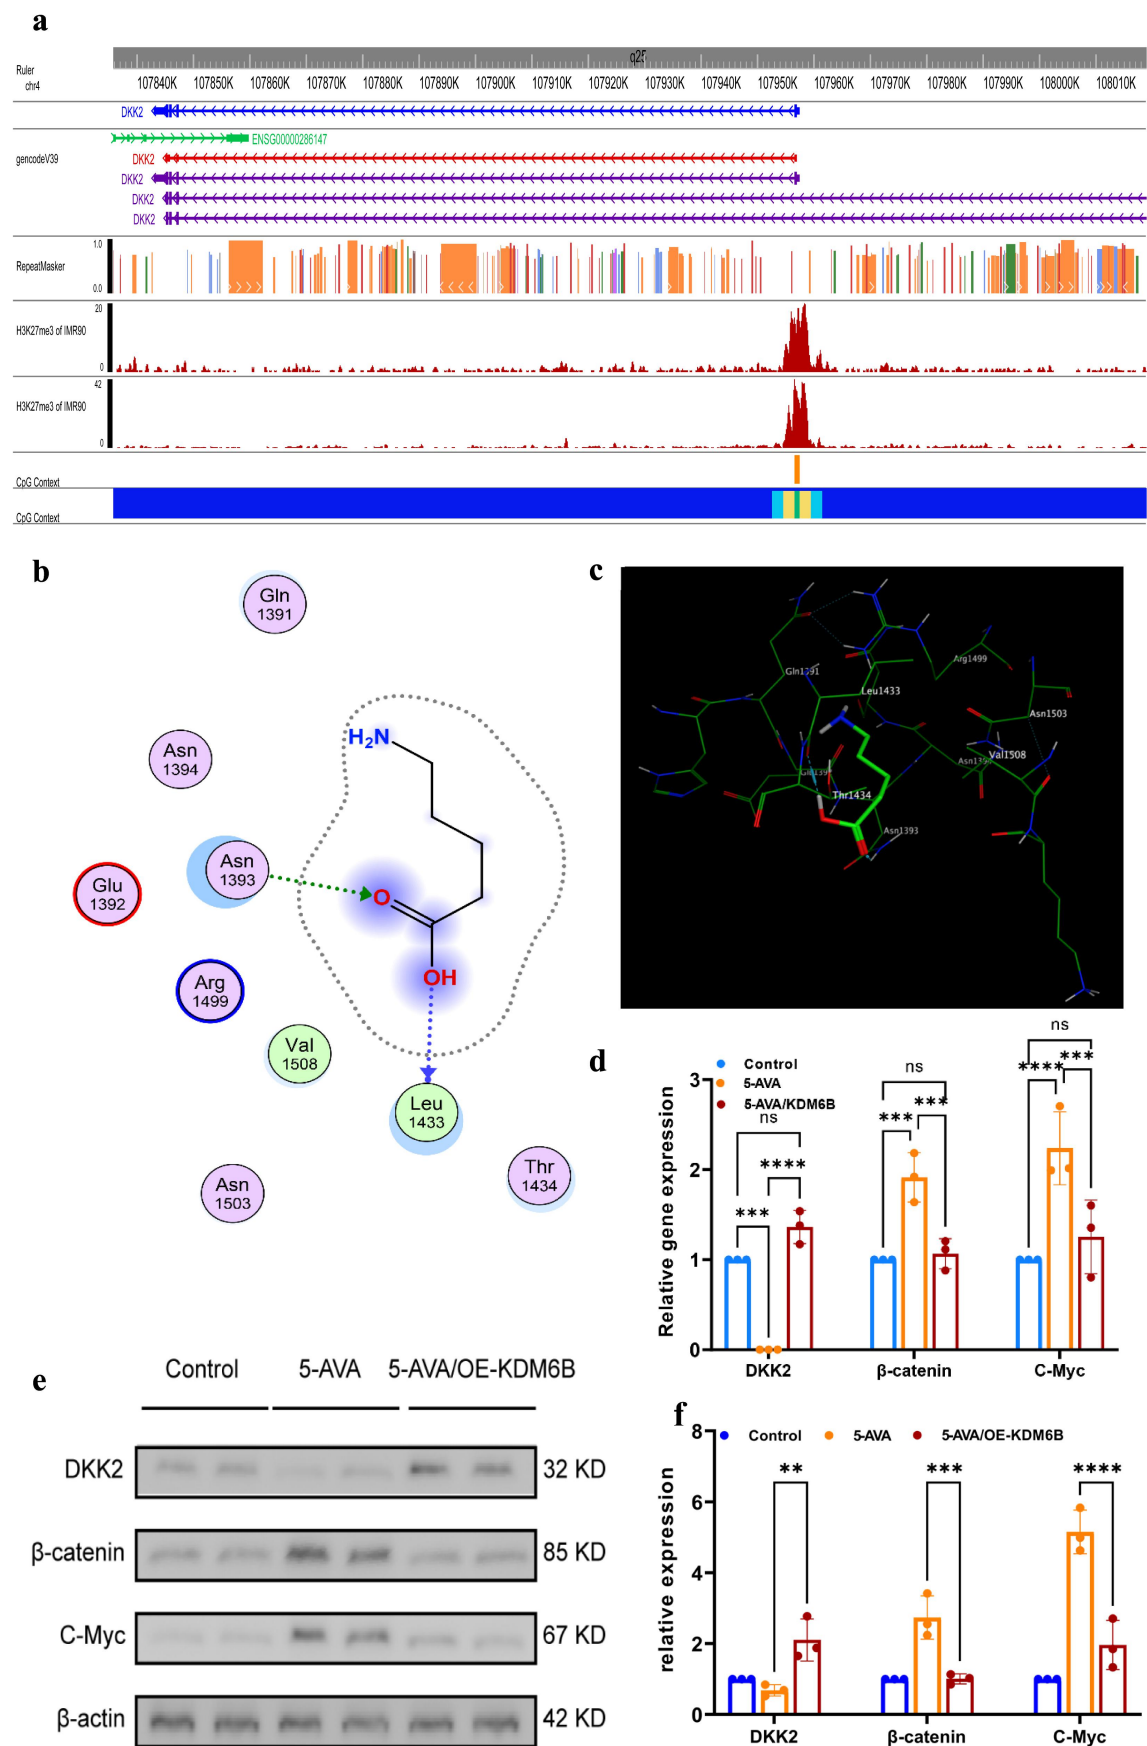 a
q25
Ruler
chr4
107840K 107850K 107860K 107870K 107880K 107890K 107900K 107910K 107920K 107930K 107940K 107950K 107960K 107970K 107980K 107990K 108000K 108010K
DKK2
ENSG00000286147
gencodeV39
DKK2
DKK2
DKK2
DKK2
1.0
RepeatMasker
0.0
20
H3K27me3 of IMR90
0
42
H3K27me3 of IMR90
0
CpG Context
CpG Context
b
Gln
1391
Asn
1394
Asn
1393
Glu
1392
Arg
1499
Val
1508
Leu
1433
Asn
1503
Thr
1434
H₂N
O
OH
c
Gln1391
Arg1499
Leu1433
Asn1503
Val1508
Thr1434
Asn1393
d
Control
5-AVA
5-AVA/KDM6B
Relative gene expression
3
2
1
0
ns
**** ***
ns
*** ***
ns
****
***
DKK2 β-catenin C-Myc
e
Control 5-AVA 5-AVA/OE-KDM6B
DKK2 32 KD
β-catenin 85 KD
C-Myc 67 KD
β-actin 42 KD
f
Control 5-AVA 5-AVA/OE-KDM6B
relative expression
8
6
4
2
0
** *** ****
DKK2 β-catenin C-Myc